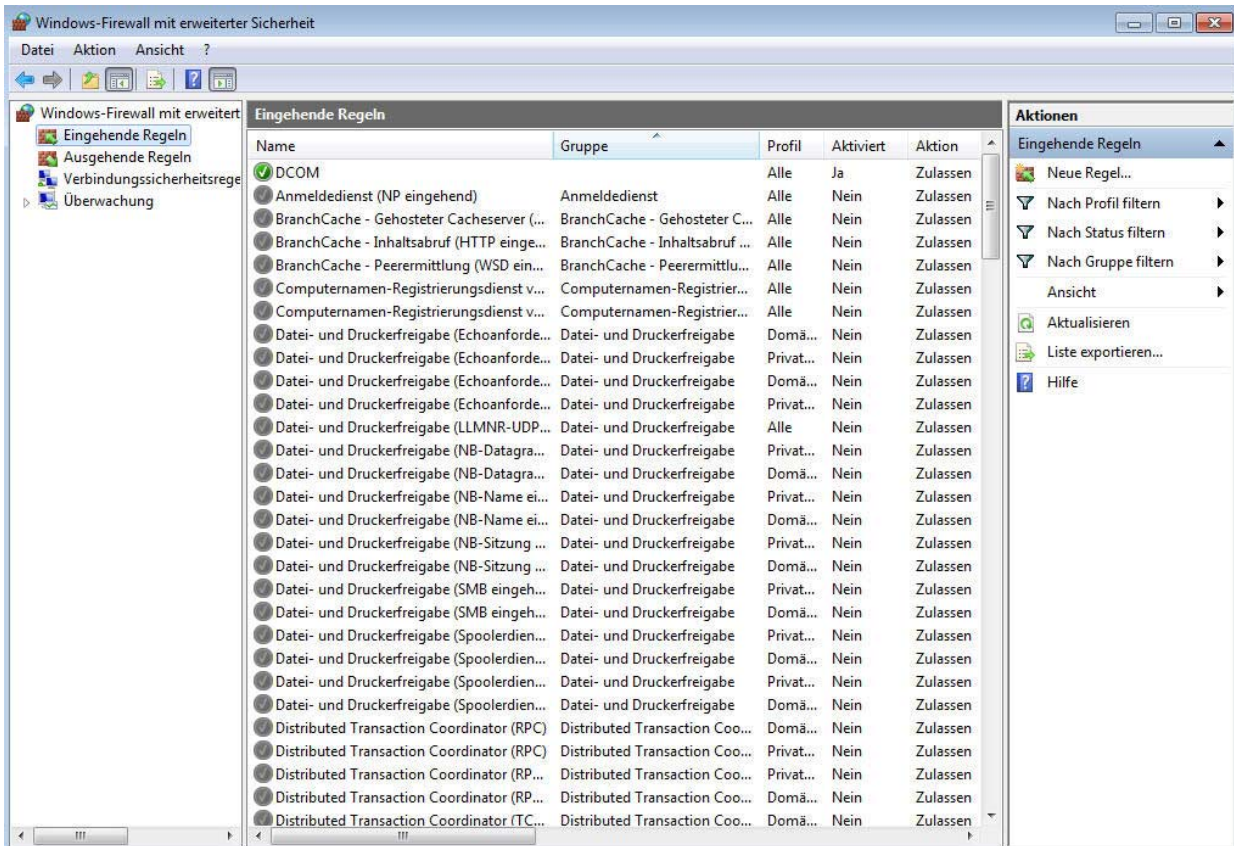 Windows-Firewall mit erweiterter Sicherheit
Datei Aktion Ansicht ?
Windows-Firewall mit erweitert
Eingehende Regeln
Ausgehende Regeln
Verbindungssicherheitsrege
Überwachung
Eingehende Regeln
Name Gruppe Profil Aktiviert Aktion
DCOM Alle Ja Zulassen
Anmeldedienst (NP eingehend) Anmeldedienst Alle Nein Zulassen
BranchCache - Gehosteter Cacheserver (... BranchCache - Gehosteter C... Alle Nein Zulassen
BranchCache - Inhaltsabruf (HTTP einge... BranchCache - Inhaltsabruf ... Alle Nein Zulassen
BranchCache - Peerermittlung (WSD ein... BranchCache - Peerermittlu... Alle Nein Zulassen
Computernamen-Registrierungsdienst v... Computernamen-Registrier... Alle Nein Zulassen
Computernamen-Registrierungsdienst v... Computernamen-Registrier... Alle Nein Zulassen
Datei- und Druckerfreigabe (Echoanforde... Datei- und Druckerfreigabe Domä... Nein Zulassen
Datei- und Druckerfreigabe (Echoanforde... Datei- und Druckerfreigabe Privat... Nein Zulassen
Datei- und Druckerfreigabe (Echoanforde... Datei- und Druckerfreigabe Domä... Nein Zulassen
Datei- und Druckerfreigabe (Echoanforde... Datei- und Druckerfreigabe Privat... Nein Zulassen
Datei- und Druckerfreigabe (LLMNR-UDP... Datei- und Druckerfreigabe Alle Nein Zulassen
Datei- und Druckerfreigabe (NB-Datagra... Datei- und Druckerfreigabe Privat... Nein Zulassen
Datei- und Druckerfreigabe (NB-Datagra... Datei- und Druckerfreigabe Domä... Nein Zulassen
Datei- und Druckerfreigabe (NB-Name ei... Datei- und Druckerfreigabe Privat... Nein Zulassen
Datei- und Druckerfreigabe (NB-Name ei... Datei- und Druckerfreigabe Domä... Nein Zulassen
Datei- und Druckerfreigabe (NB-Sitzung ... Datei- und Druckerfreigabe Privat... Nein Zulassen
Datei- und Druckerfreigabe (NB-Sitzung ... Datei- und Druckerfreigabe Domä... Nein Zulassen
Datei- und Druckerfreigabe (SMB eingeh... Datei- und Druckerfreigabe Privat... Nein Zulassen
Datei- und Druckerfreigabe (SMB eingeh... Datei- und Druckerfreigabe Domä... Nein Zulassen
Datei- und Druckerfreigabe (Spoolerdien... Datei- und Druckerfreigabe Privat... Nein Zulassen
Datei- und Druckerfreigabe (Spoolerdien... Datei- und Druckerfreigabe Domä... Nein Zulassen
Datei- und Druckerfreigabe (Spoolerdien... Datei- und Druckerfreigabe Privat... Nein Zulassen
Datei- und Druckerfreigabe (Spoolerdien... Datei- und Druckerfreigabe Domä... Nein Zulassen
Distributed Transaction Coordinator (RPC) Distributed Transaction Coo... Domä... Nein Zulassen
Distributed Transaction Coordinator (RPC) Distributed Transaction Coo... Privat... Nein Zulassen
Distributed Transaction Coordinator (RP... Distributed Transaction Coo... Privat... Nein Zulassen
Distributed Transaction Coordinator (RP... Distributed Transaction Coo... Domä... Nein Zulassen
Distributed Transaction Coordinator (TC... Distributed Transaction Coo... Domä... Nein Zulassen
Aktionen
Eingehende Regeln
Neue Regel...
Nach Profil filtern
Nach Status filtern
Nach Gruppe filtern
Ansicht
Aktualisieren
Liste exportieren...
Hilfe